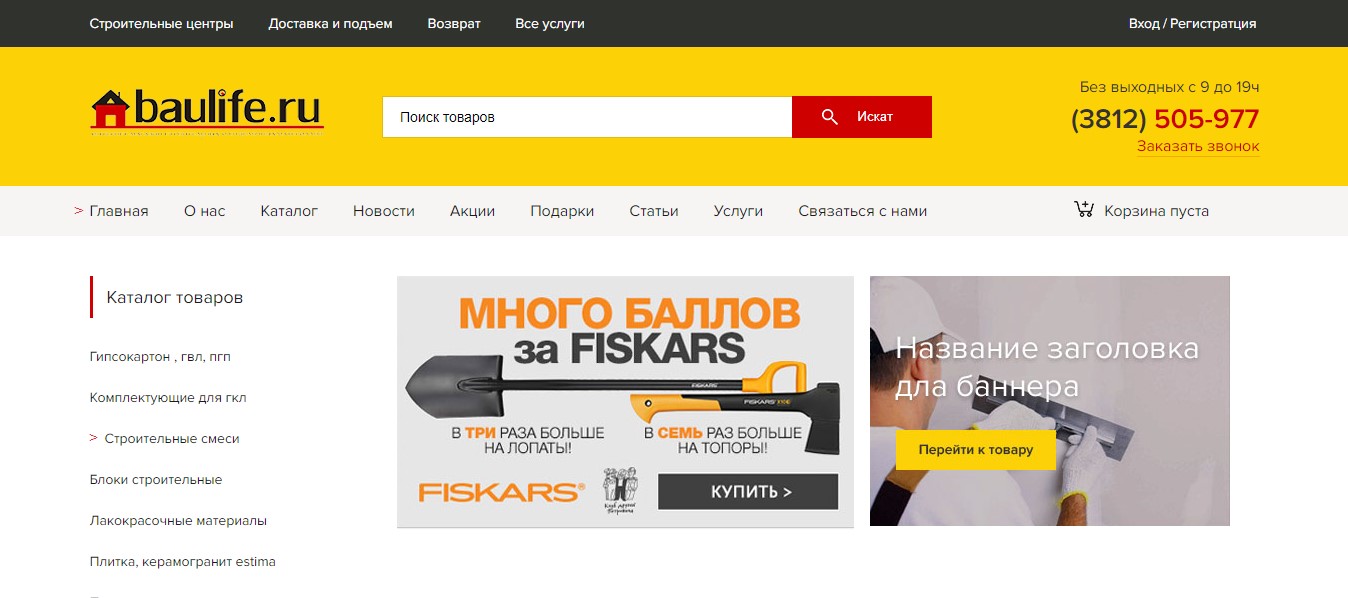 Строительные центры
Доставка и подъем
Возврат
Все услуги
Вход / Регистратция
baulife.ru
Поиск товаров
Искат
Без выходных с 9 до 19ч
(3812) 505-977
Заказать звонок
> Главная
О нас
Каталог
Новости
Акции
Подарки
Статьи
Услуги
Связаться с нами
Корзина пуста
Каталог товаров
Гипсокартон , гвл, пгп
Комплектующие для гкл
> Строительные смеси
Блоки строительные
Лакокрасочные материалы
Плитка, керамогранит estima
МНОГО БАЛЛОВ
за FISKARS
FISKARS
FISKARS
В ТРИ РАЗА БОЛЬШЕ
НА ЛОПАТЫ!
В СЕМЬ РАЗ БОЛЬШЕ
НА ТОПОРЫ!
FISKARS®
Клуб друзей
Петровича
КУПИТЬ >
Название заголовка
дла баннера
Перейти к товару